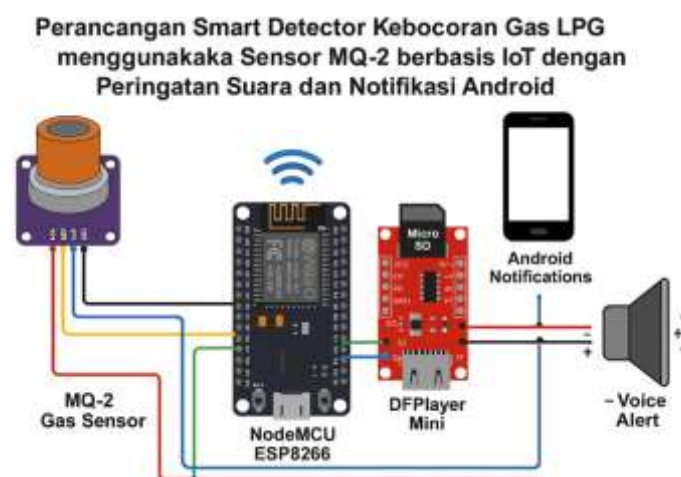 Perancangan Smart Detector Kebocoran Gas LPG
menggunakaka Sensor MQ-2 berbasis IoT dengan
Peringatan Suara dan Notifikasi Android
Micro
SD
Android
Notifications
MQ-2
Gas Sensor
NodeMCU
ESP8266
DFPlayer
Mini
– Voice
Alert